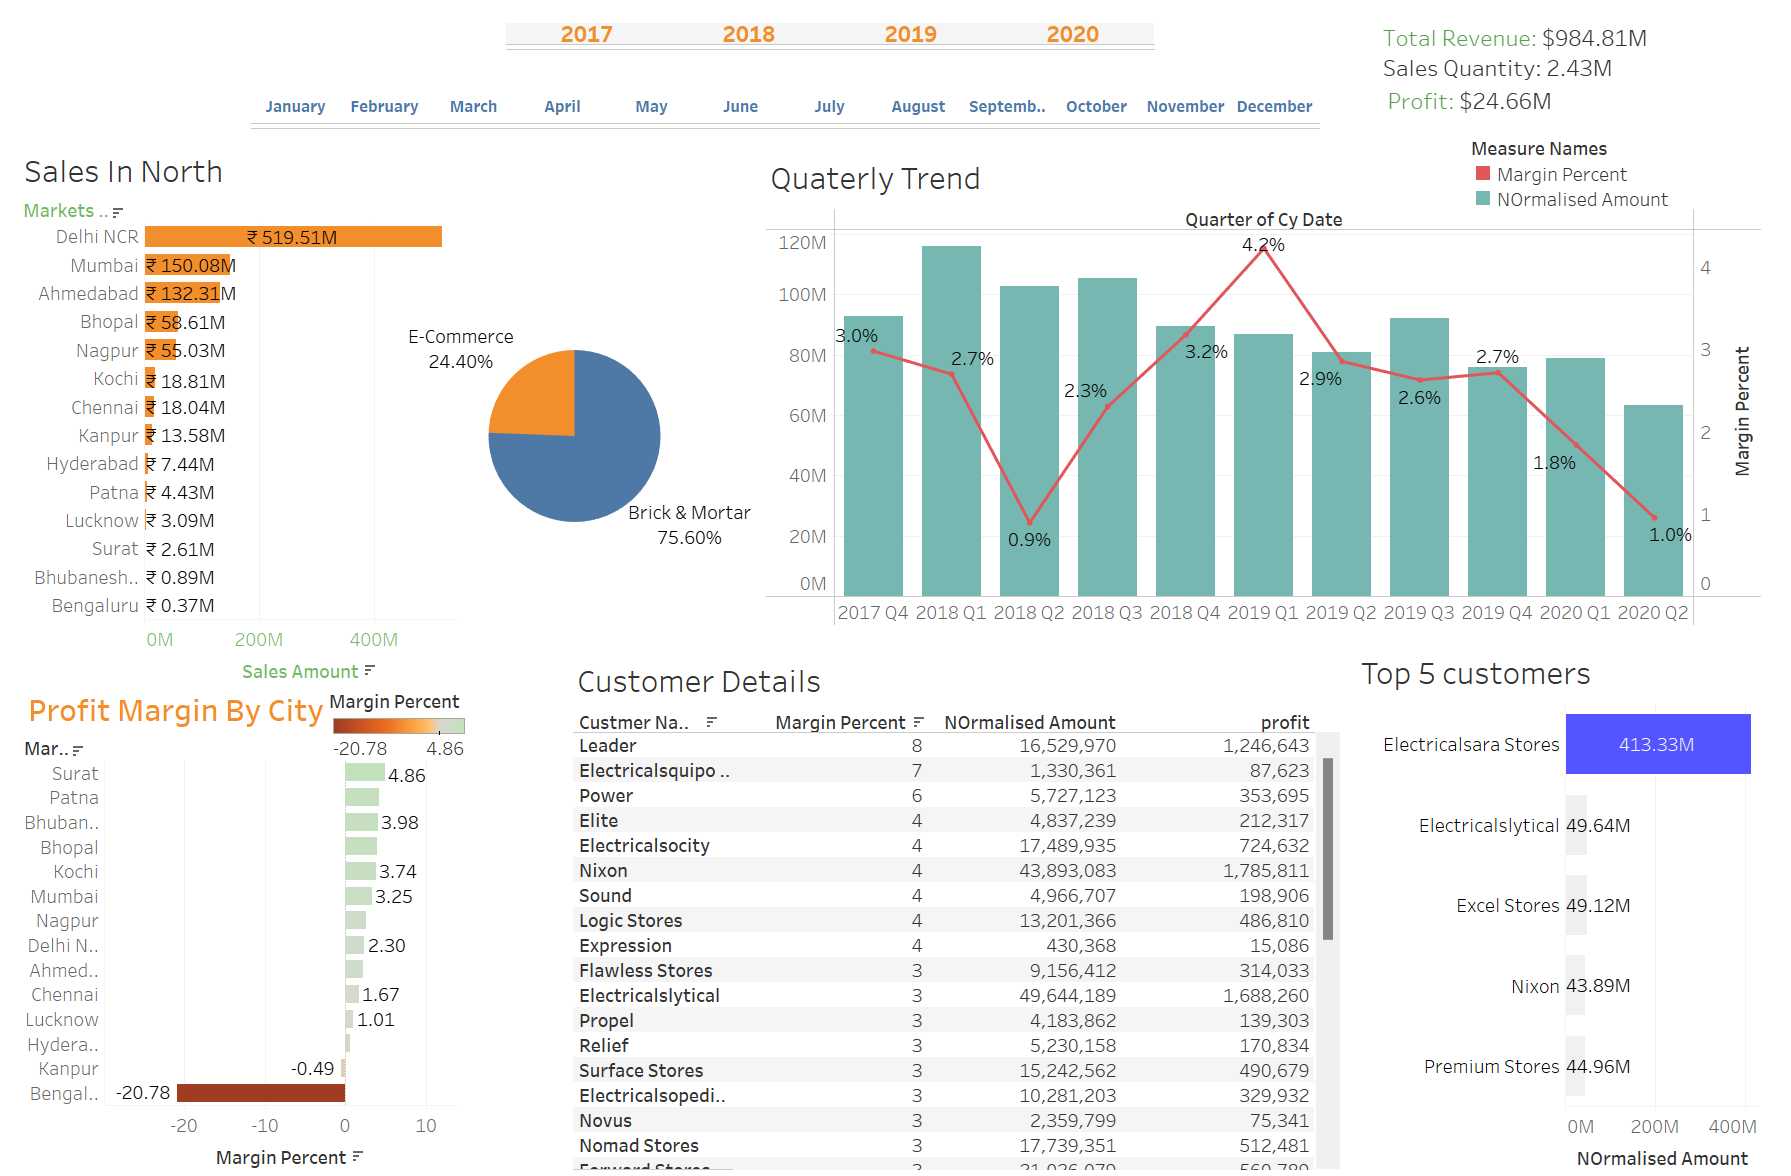 2017 2018 2019 2020
Total Revenue: $984.81M
Sales Quantity: 2.43M
Profit: $24.66M
January February March April May June July August Septemb.. October November December
Sales In North
Markets ..
Delhi NCR ₹ 519.51M
Mumbai ₹ 150.08M
Ahmedabad ₹ 132.31M
Bhopal ₹ 58.61M
Nagpur ₹ 55.03M
Kochi ₹ 18.81M
Chennai ₹ 18.04M
Kanpur ₹ 13.58M
Hyderabad ₹ 7.44M
Patna ₹ 4.43M
Lucknow ₹ 3.09M
Surat ₹ 2.61M
Bhubanesh.. ₹ 0.89M
Bengaluru ₹ 0.37M
0M 200M 400M
Sales Amount
E-Commerce
24.40%
Brick & Mortar
75.60%
Quaterly Trend
Measure Names
Margin Percent
NOrmalised Amount
Quarter of Cy Date
120M
100M
80M
60M
40M
20M
0M
3.0%
2.7%
0.9%
2.3%
3.2%
4.2%
2.9%
2.6%
2.7%
1.8%
1.0%
4
3
2
1
0
Margin Percent
2017 Q4 2018 Q1 2018 Q2 2018 Q3 2018 Q4 2019 Q1 2019 Q2 2019 Q3 2019 Q4 2020 Q1 2020 Q2
Profit Margin By City
Margin Percent
-20.78 4.86
Mar..
Surat 4.86
Patna
Bhuban.. 3.98
Bhopal
Kochi 3.74
Mumbai 3.25
Nagpur
Delhi N.. 2.30
Ahmed..
Chennai 1.67
Lucknow 1.01
Hydera..
Kanpur -0.49
Bengal.. -20.78
-20 -10 0 10
Margin Percent
Customer Details
Custmer Na.. Margin Percent NOrmalised Amount profit
Leader 8 16,529,970 1,246,643
Electricalsquipo .. 7 1,330,361 87,623
Power 6 5,727,123 353,695
Elite 4 4,837,239 212,317
Electricalsocity 4 17,489,935 724,632
Nixon 4 43,893,083 1,785,811
Sound 4 4,966,707 198,906
Logic Stores 4 13,201,366 486,810
Expression 4 430,368 15,086
Flawless Stores 3 9,156,412 314,033
Electricalslytical 3 49,644,189 1,688,260
Propel 3 4,183,862 139,303
Relief 3 5,230,158 170,834
Surface Stores 3 15,242,562 490,679
Electricalsopedi.. 3 10,281,203 329,932
Novus 3 2,359,799 75,341
Nomad Stores 3 17,739,351 512,481
Top 5 customers
Electricalsara Stores 413.33M
Electricalslytical 49.64M
Excel Stores 49.12M
Nixon 43.89M
Premium Stores 44.96M
0M 200M 400M
NOrmalised Amount